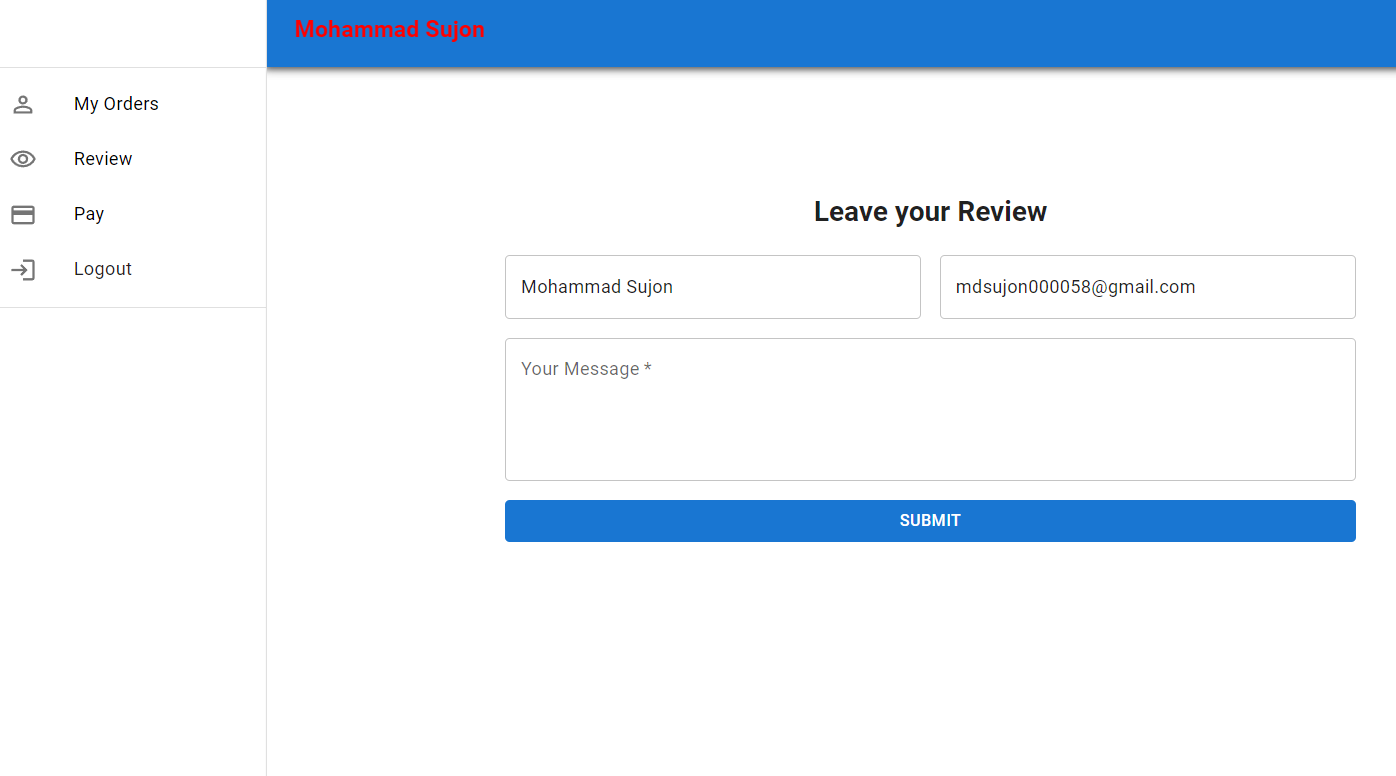 Mohammad Sujon
My Orders
Review
Pay
Logout
Leave your Review
Mohammad Sujon
mdsujon000058@gmail.com
Your Message *
SUBMIT